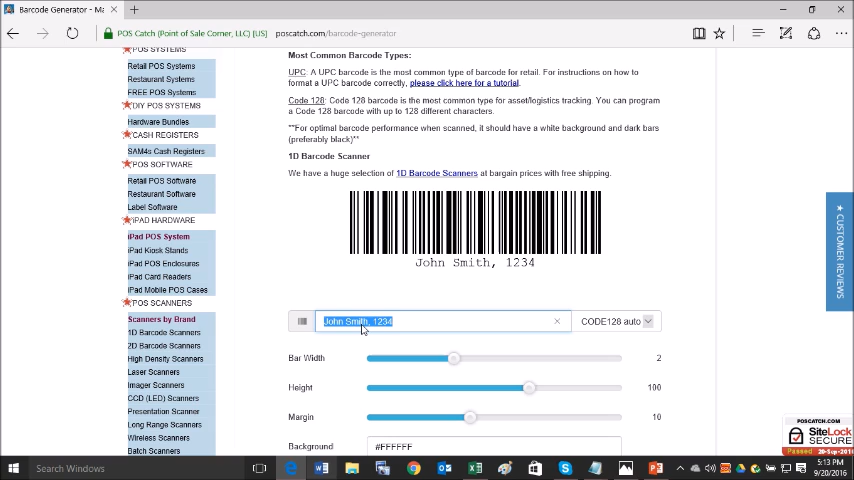 Barcode Generator - Ma
POS Catch (Point of Sale Corner, LLC) [US]
poscatch.com/barcode-generator
POS SYSTEMS
Retail POS Systems
Restaurant Systems
FREE POS Systems
DIY POS SYSTEMS
Hardware Bundles
CASH REGISTERS
SAM4s Cash Registers
POS SOFTWARE
Retail POS Software
Restaurant Software
Label Software
iPAD HARDWARE
iPad POS System
iPad Kiosk Stands
iPad POS Enclosures
iPad Card Readers
iPad Mobile POS Cases
POS SCANNERS
Scanners by Brand
1D Barcode Scanners
2D Barcode Scanners
High Density Scanners
Laser Scanners
Imager Scanners
CCD (LED) Scanners
Presentation Scanner
Long Range Scanners
Wireless Scanners
Batch Scanners
Most Common Barcode Types:
UPC: A UPC barcode is the most common type of barcode for retail. For instructions on how to
format a UPC barcode correctly, please click here for a tutorial.
Code 128: Code 128 barcode is the most common type for asset/logistics tracking. You can program
a Code 128 barcode with up to 128 different characters.
**For optimal barcode performance when scanned, it should have a white background and dark bars
(preferably black)**
1D Barcode Scanner
We have a huge selection of 1D Barcode Scanners at bargain prices with free shipping.
John Smith, 1234
John Smith, 1234
CODE128 auto
Bar Width
2
Height
100
Margin
10
Background
#FFFFFF
★ CUSTOMER REVIEWS
POSCATCH.COM
SiteLock
SECURE
Passed 20-Sep-2016
Search Windows
5:13 PM
9/20/2016